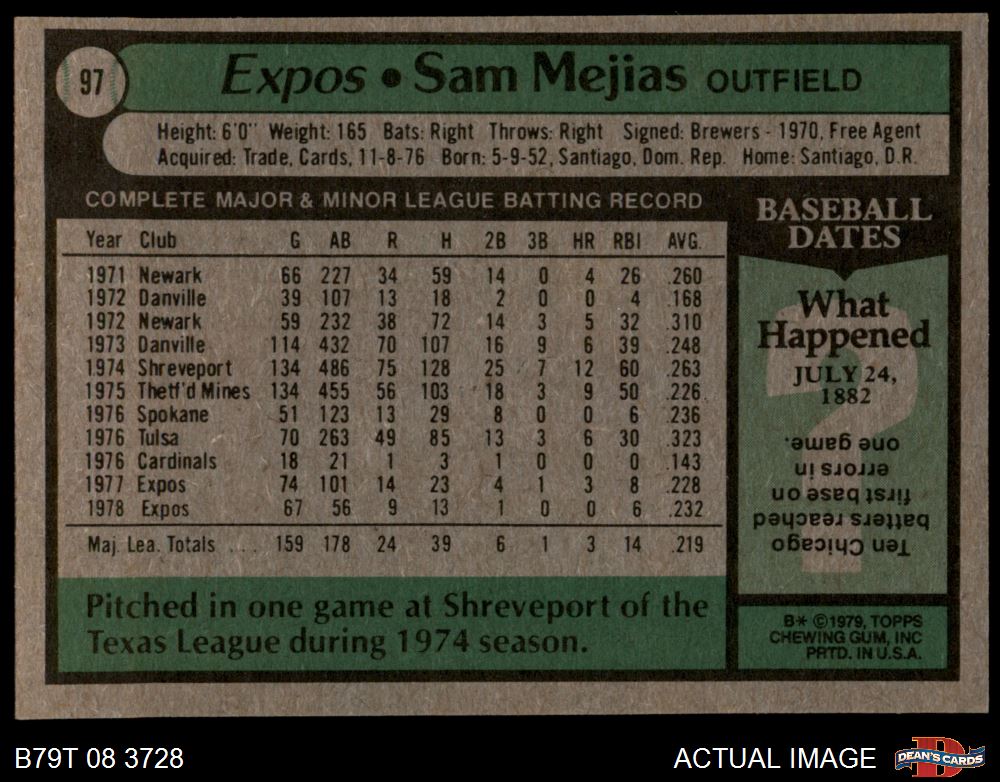 97
Expos • Sam Mejias OUTFIELD
Height: 6'0" Weight: 165 Bats: Right Throws: Right Signed: Brewers - 1970, Free Agent
Acquired: Trade, Cards, 11-8-76 Born: 5-9-52, Santiago, Dom. Rep. Home: Santiago, D.R.
COMPLETE MAJOR & MINOR LEAGUE BATTING RECORD
Year Club G AB R H 2B 3B HR RBI AVG.
1971 Newark 66 227 34 59 14 0 4 26 .260
1972 Danville 39 107 13 18 2 0 0 4 .168
1972 Newark 59 232 38 72 14 3 5 32 .310
1973 Danville 114 432 70 107 16 9 6 39 .248
1974 Shreveport 134 486 75 128 25 7 12 60 .263
1975 Thetf'd Mines 134 455 56 103 18 3 9 50 .226
1976 Spokane 51 123 13 29 8 0 0 6 .236
1976 Tulsa 70 263 49 85 13 3 6 30 .323
1976 Cardinals 18 21 1 3 1 0 0 0 .143
1977 Expos 74 101 14 23 4 1 3 8 .228
1978 Expos 67 56 9 13 1 0 0 6 .232
Maj. Lea. Totals ... 159 178 24 39 6 1 3 14 .219
Pitched in one game at Shreveport of the
Texas League during 1974 season.
BASEBALL
DATES
What
Happened
JULY 24,
1882
Ten Chicago
batters reached
first base on
errors in
one game.
B* ©1979, TOPPS
CHEWING GUM, INC
PRTD. IN U.S.A.
B79T 08 3728
ACTUAL IMAGE
DEAN'S CARDS